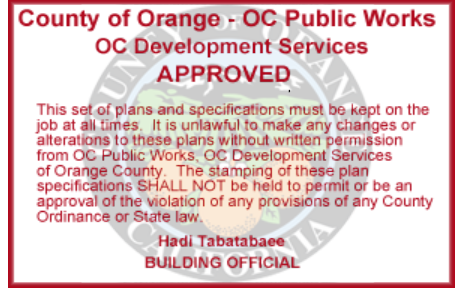 County of Orange - OC Public Works
OC Development Services
APPROVED
This set of plans and specifications must be kept on the
job at all times. It is unlawful to make any changes or
alterations to these plans without written permission
from OC Public Works, OC Development Services
of Orange County. The stamping of these plan
specifications SHALL NOT be held to permit or be an
approval of the violation of any provisions of any County
Ordinance or State law.
Hadi Tabatabaee
BUILDING OFFICIAL
COUNTY OF ORANGE
CALIFORNIA